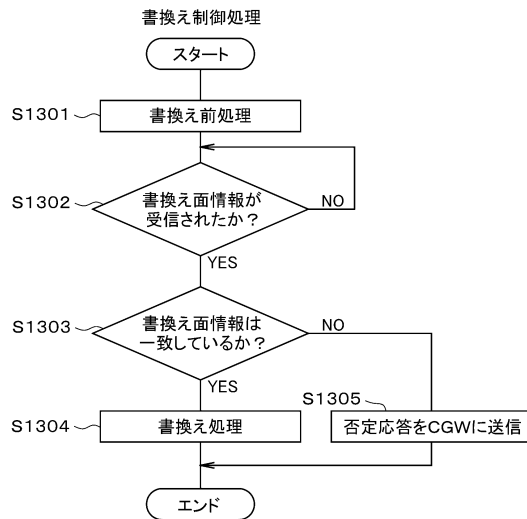 書換え制御処理
スタート
S1301
書換え前処理
S1302
書換え面情報が
受信されたか？
NO
YES
S1303
書換え面情報は
一致しているか？
NO
YES
S1304
書換え処理
S1305
否定応答をCGWに送信
エンド